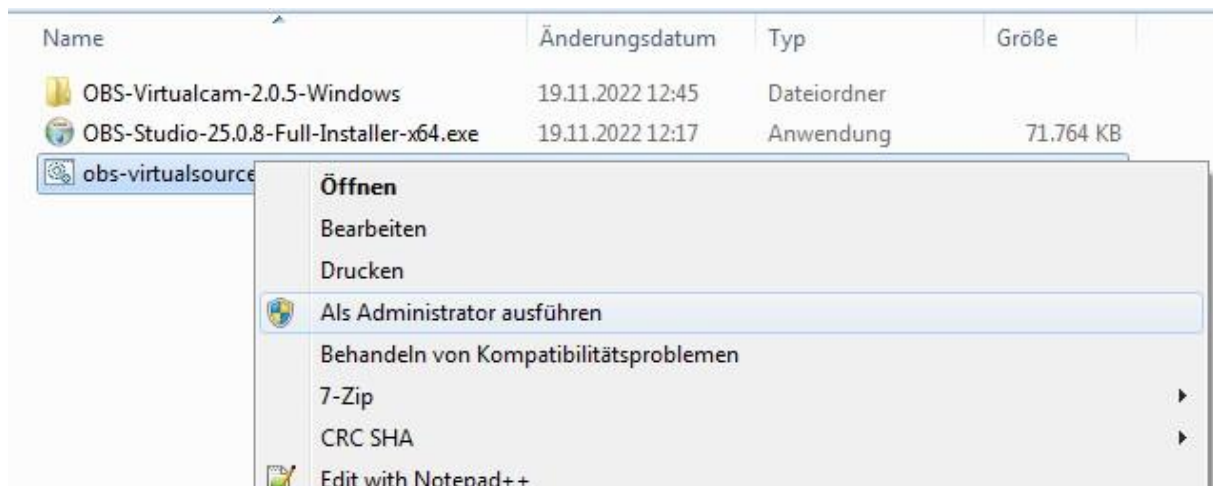 Name Änderungsdatum Typ Größe
OBS-Virtualcam-2.0.5-Windows 19.11.2022 12:45 Dateiordner
OBS-Studio-25.0.8-Full-Installer-x64.exe 19.11.2022 12:17 Anwendung 71.764 KB
obs-virtualsource
Öffnen
Bearbeiten
Drucken
Als Administrator ausführen
Behandeln von Kompatibilitätsproblemen
7-Zip
CRC SHA
Edit with Notepad++